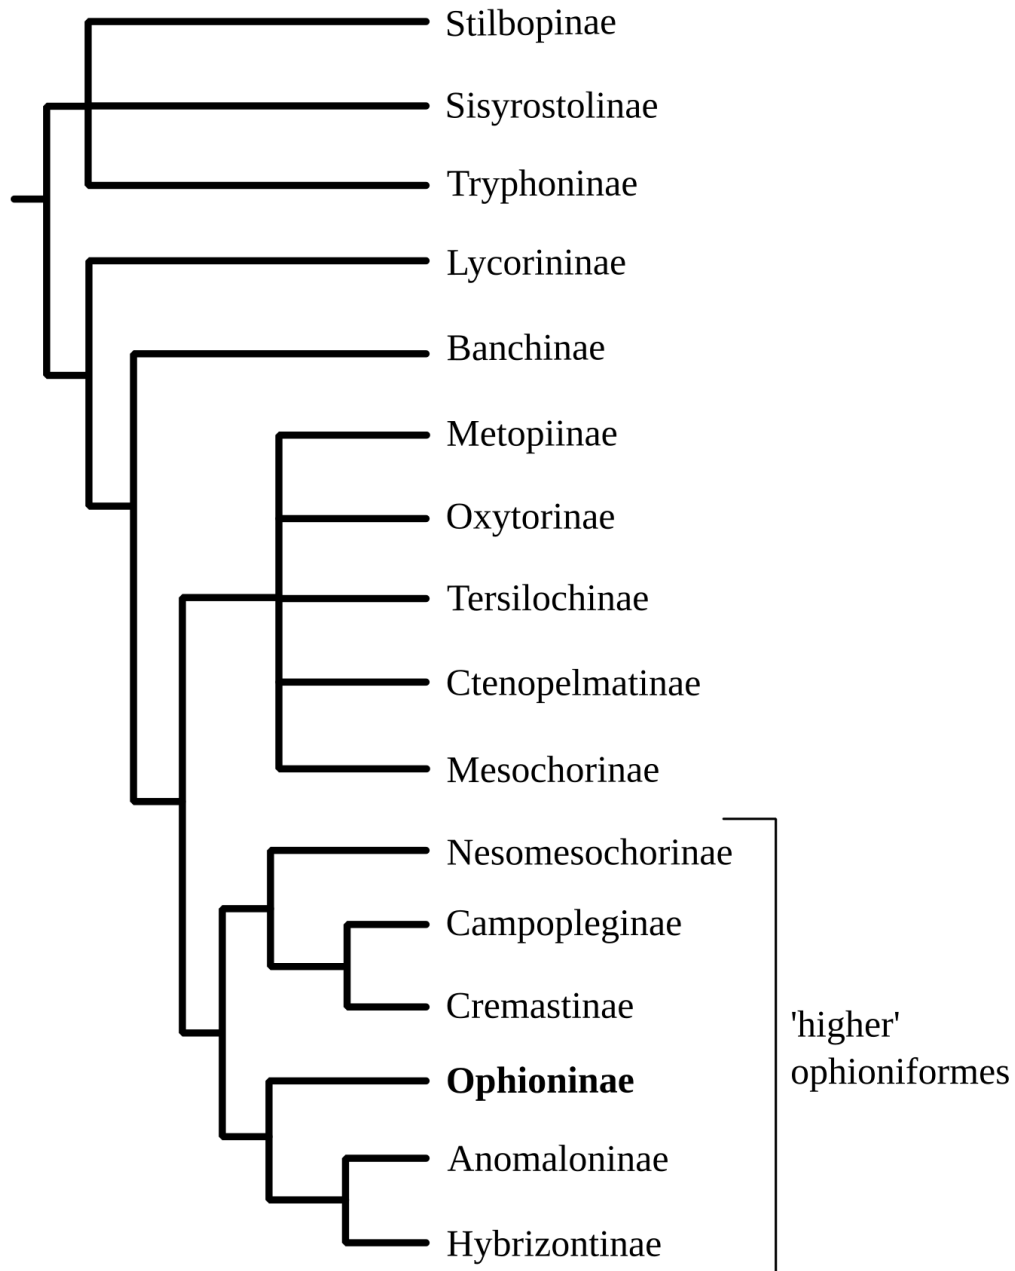 Stilbopinae
Sisyrostolinae
Tryphoninae
Lycorininae
Banchinae
Metopiinae
Oxytorinae
Tersilochinae
Ctenopelmatinae
Mesochorinae
Nesomesochorinae
Campopleginae
Cremastinae
'higher'
ophioniformes
Ophioninae
Anomaloninae
Hybrizontinae